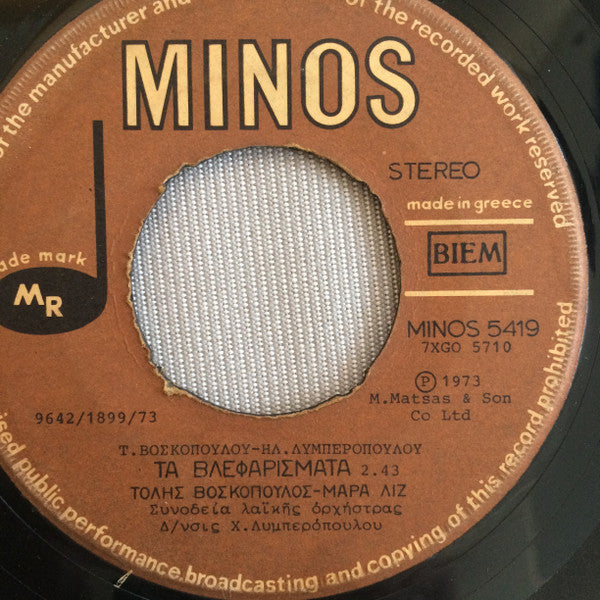 of the manufacturer and
of the recorded work reserved
MINOS
STEREO
made in greece
BIEM
ade mark
MR
MINOS 5419
7XGO 5710
P 1973
M.Matsas & Son
Co Ltd
9642/1899/73
Τ.ΒΟΣΚΟΠΟΥΛΟΥ-ΗΛ.ΛΥΜΠΕΡΟΠΟΥΛΟΥ
ΤΑ ΒΛΕΦΑΡΙΣΜΑΤΑ 2.43
ΤΟΛΗΣ ΒΟΣΚΟΠΟΥΛΟΣ-ΜΑΡΑ ΛΙΖ
Συνοδεία λαϊκῆς ὀρχήστρας
Δ/νσις Χ.Λυμπερόπουλου
ised public performance.broadcasting and copying of this record prohibited